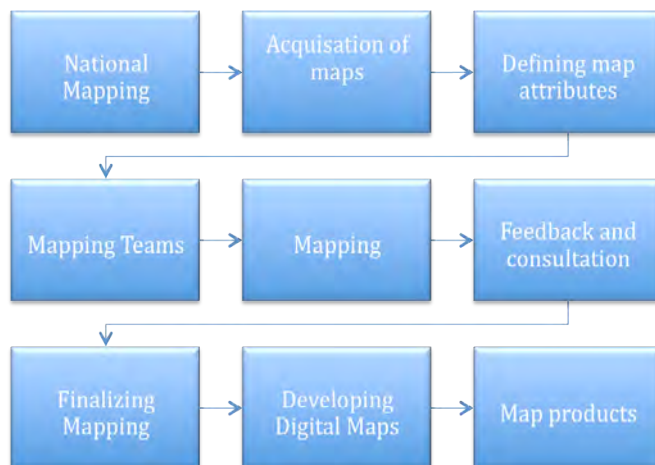 National
Mapping
Acquisation of
maps
Defining map
attributes
Mapping Teams
Mapping
Feedback and
consultation
Finalizing
Mapping
Developing
Digital Maps
Map products